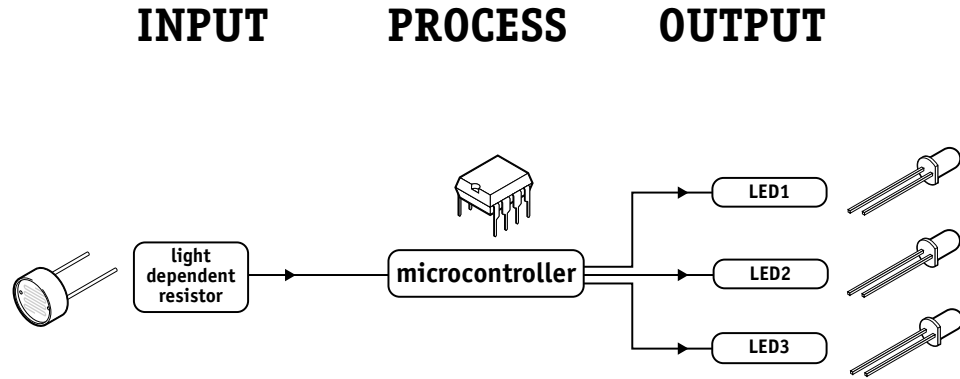 INPUT PROCESS OUTPUT
light
dependent
resistor
microcontroller
LED1
LED2
LED3